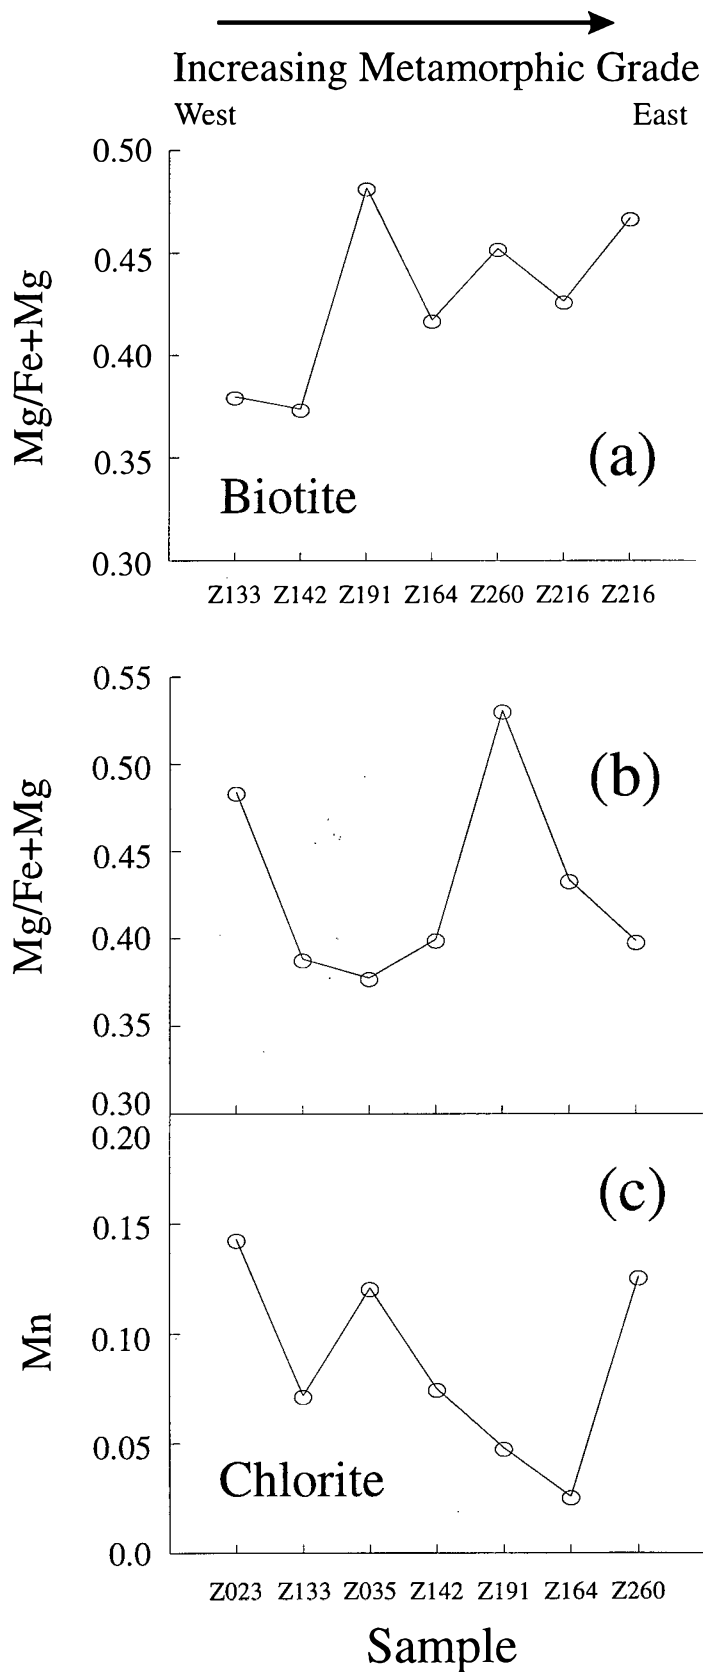 Increasing Metamorphic Grade
West East
0.50
0.45
0.40
0.35
0.30
Mg/Fe+Mg
(a)
Biotite
Z133 Z142 Z191 Z164 Z260 Z216 Z216
0.55
0.50
0.45
0.40
0.35
0.30
Mg/Fe+Mg
(b)
0.20
0.15
0.10
0.05
0.0
Mn
(c)
Chlorite
Z023 Z133 Z035 Z142 Z191 Z164 Z260
Sample